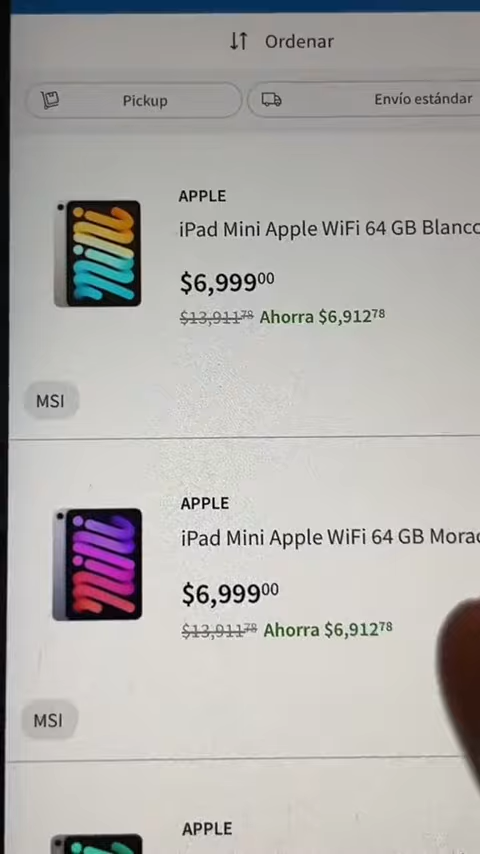 Ordenar
Pickup
Envío estándar
APPLE
iPad Mini Apple WiFi 64 GB Blanco
$6,999⁰⁰
$13,911⁷⁸ Ahorra $6,912⁷⁸
MSI
APPLE
iPad Mini Apple WiFi 64 GB Mora
$6,999⁰⁰
$13,911⁷⁸ Ahorra $6,912⁷⁸
MSI
APPLE